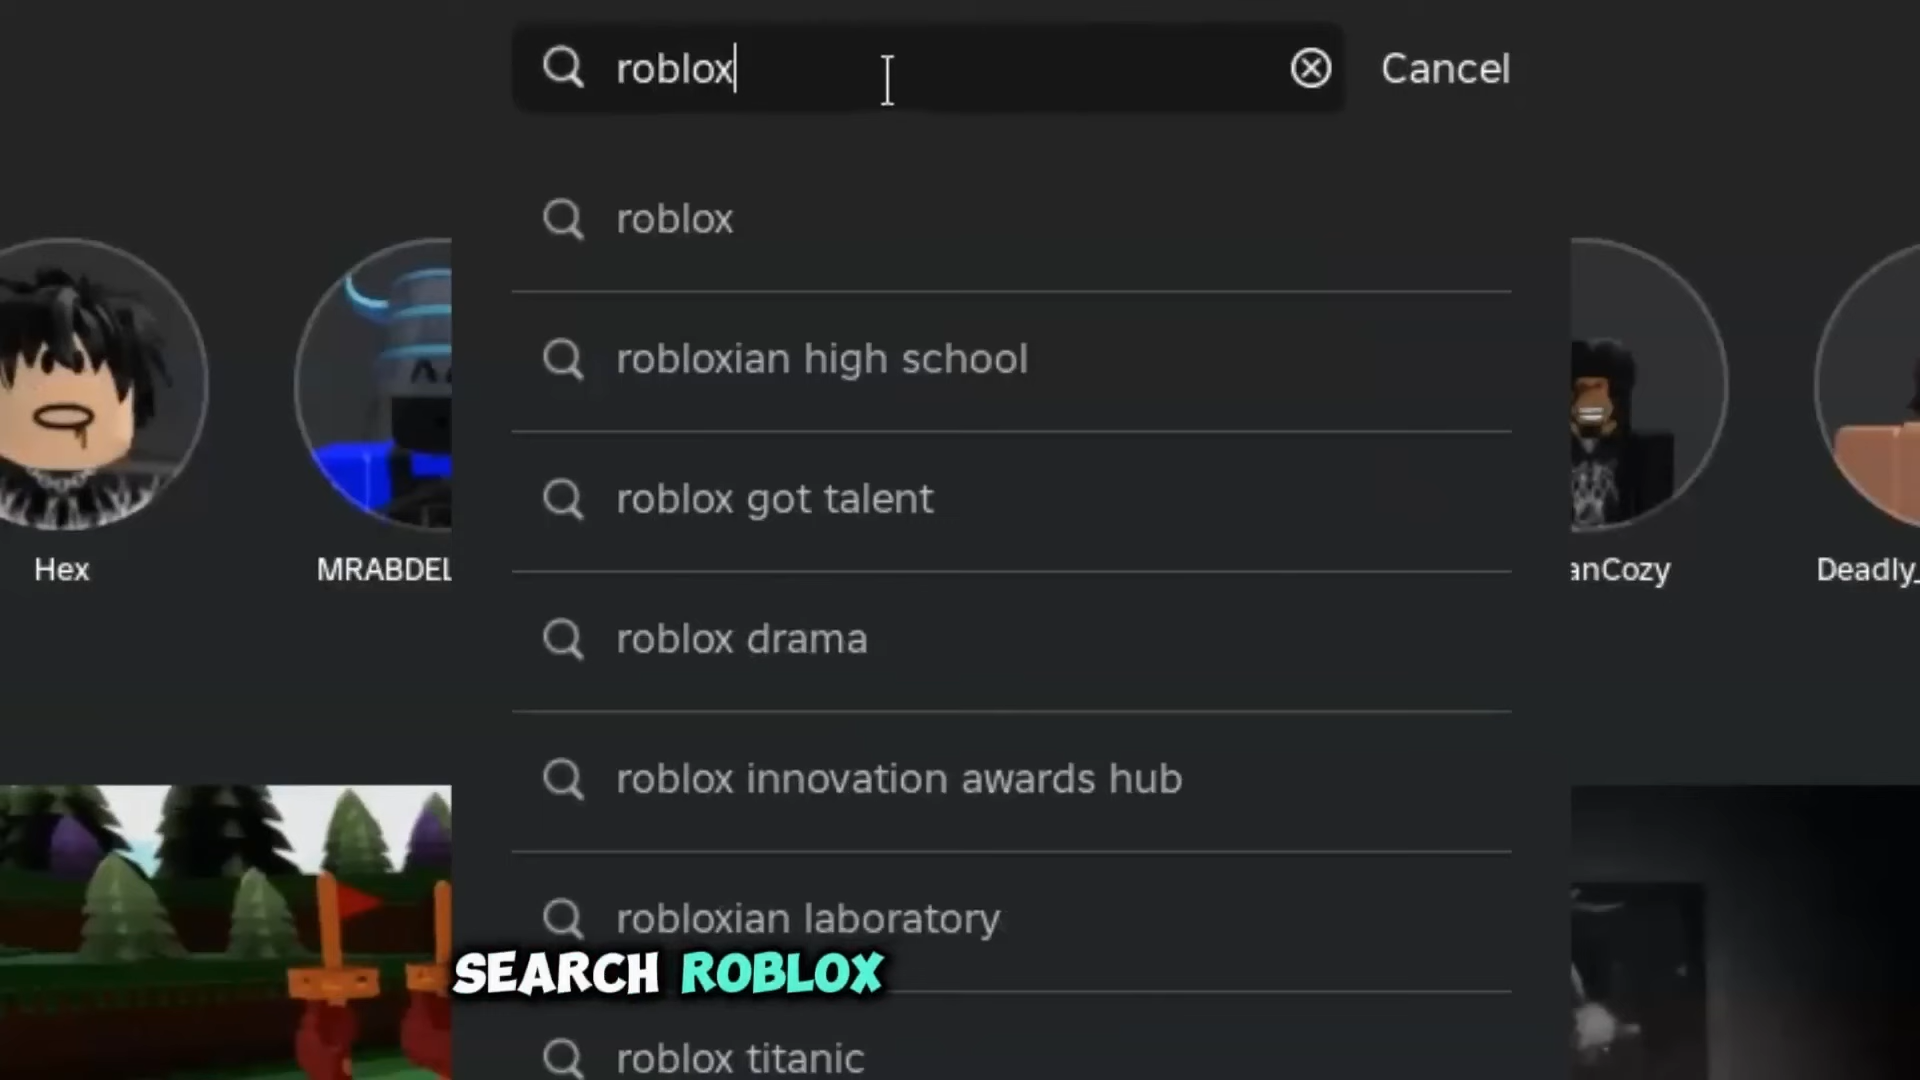 roblox
Cancel
roblox
robloxian high school
roblox got talent
Hex
MRABDEL
anCozy
Deadly_
roblox drama
roblox innovation awards hub
robloxian laboratory
SEARCH ROBLOX
roblox titanic